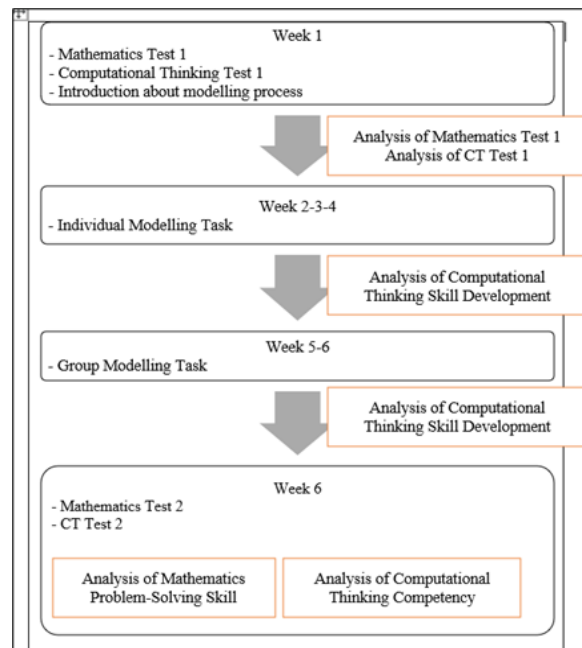 Week 1
- Mathematics Test 1
- Computational Thinking Test 1
- Introduction about modelling process
Analysis of Mathematics Test 1
Analysis of CT Test 1
Week 2-3-4
- Individual Modelling Task
Analysis of Computational
Thinking Skill Development
Week 5-6
- Group Modelling Task
Analysis of Computational
Thinking Skill Development
Week 6
- Mathematics Test 2
- CT Test 2
Analysis of Mathematics
Problem-Solving Skill
Analysis of Computational
Thinking Competency